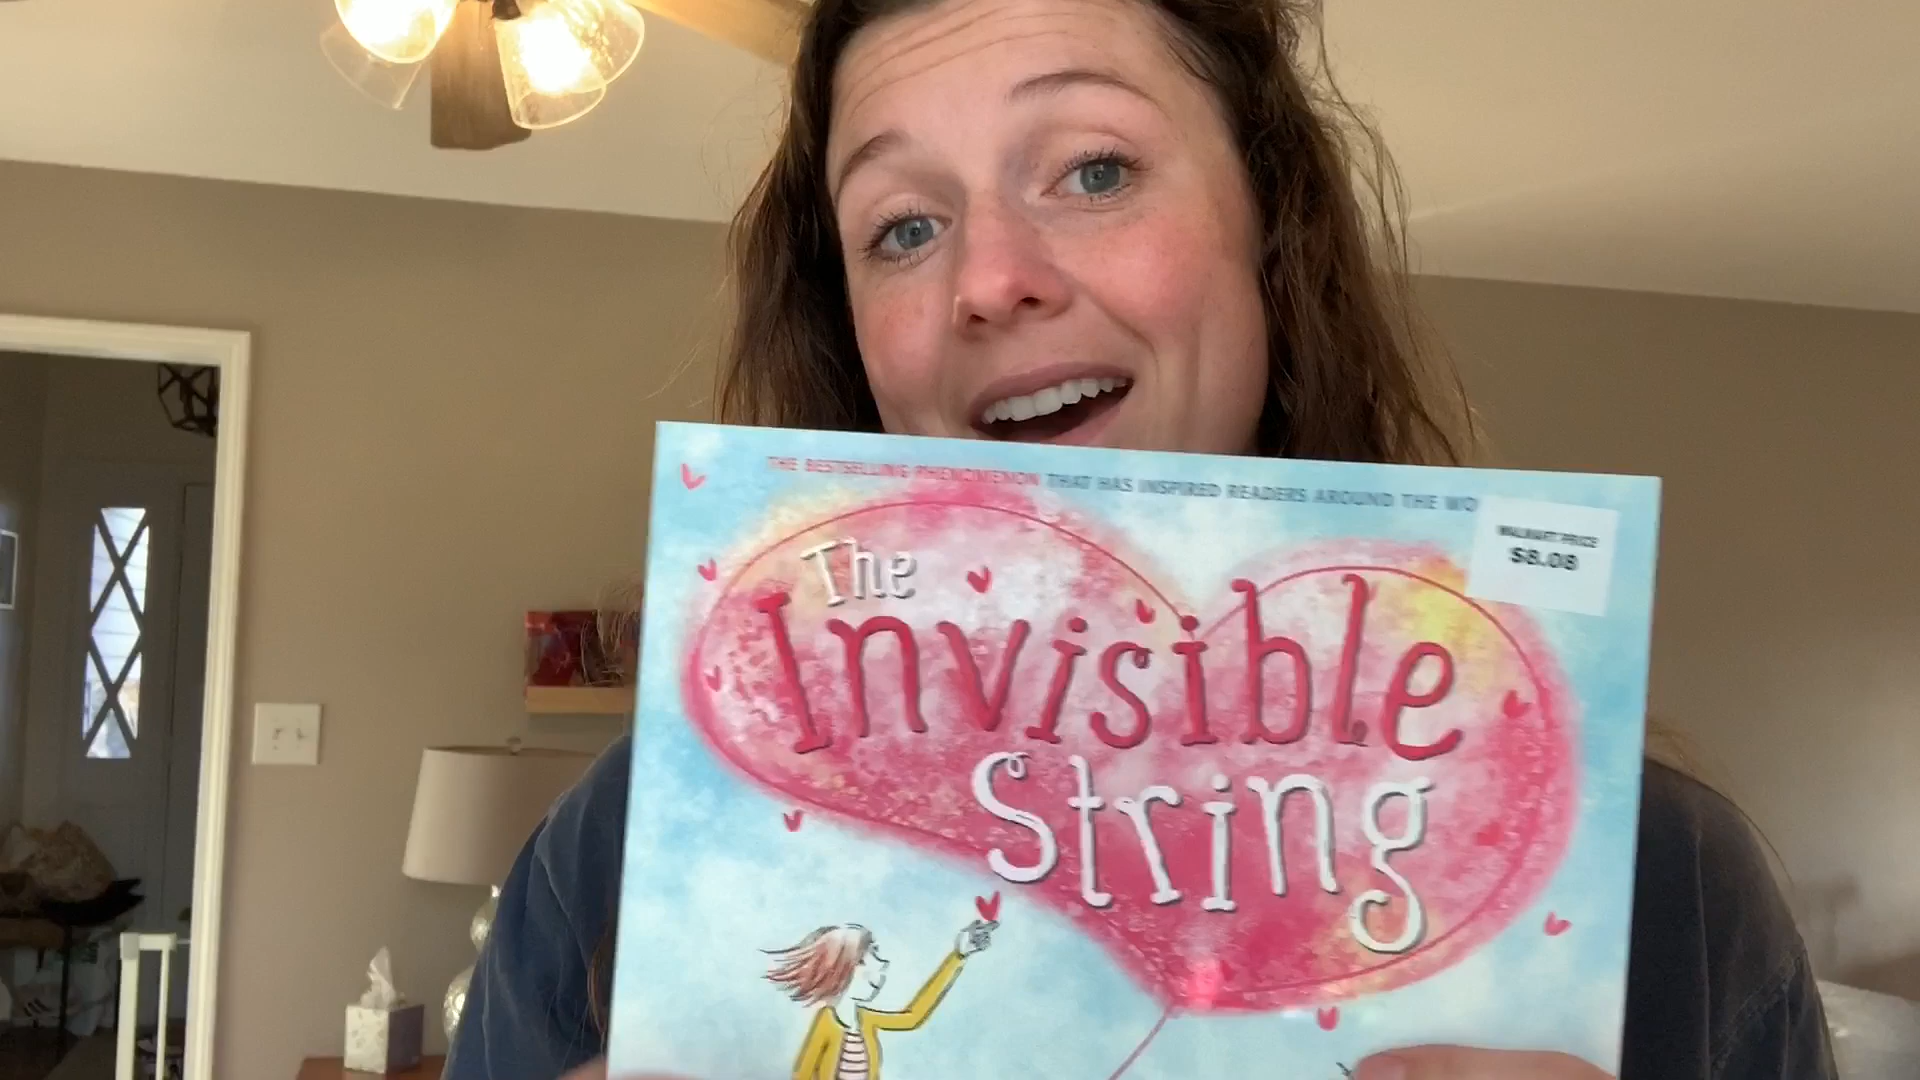 THE BESTSELLING PHENOMENON THAT HAS INSPIRED READERS AROUND THE WO
WALMART PRICE
$8.08
The
Invisible
String